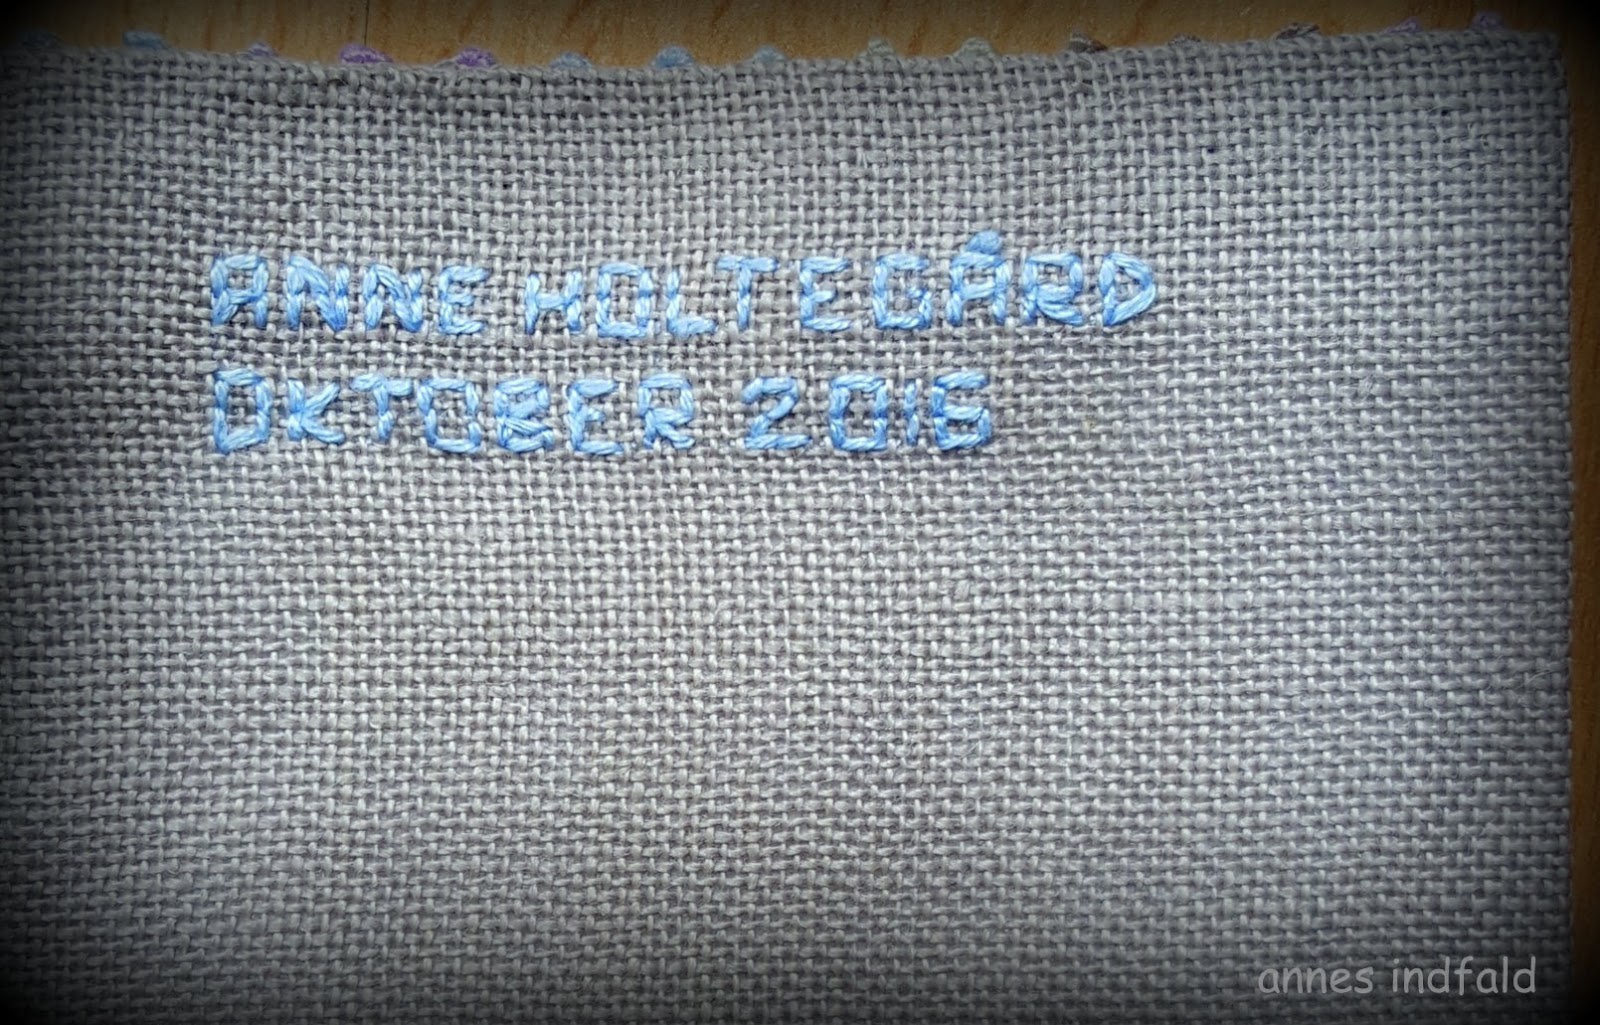 ANNE HOLTEGÅRD
OKTOBER 2016
annes indfald